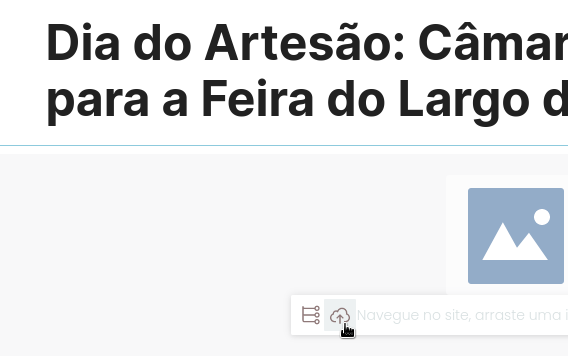 Dia do Artesão: Câmar
para a Feira do Largo d
Navegue no site, arraste uma i